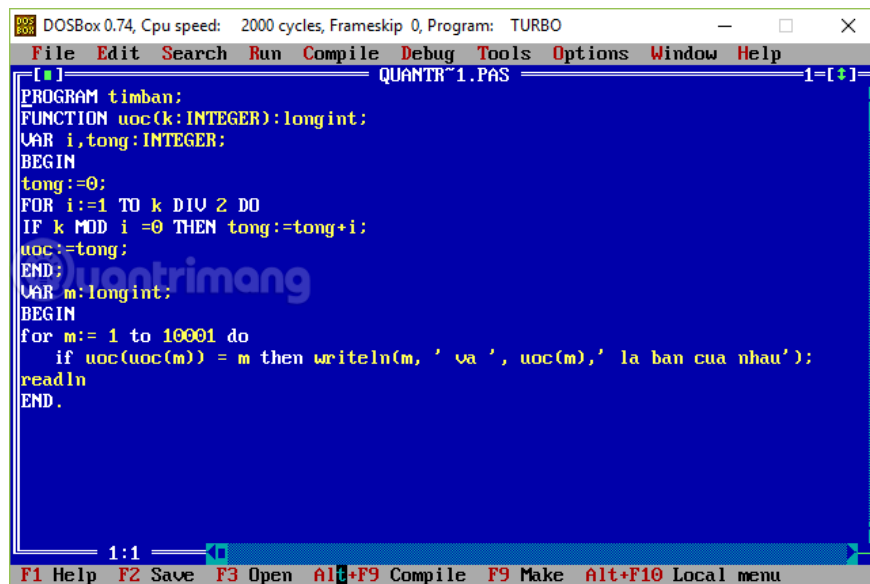 DOSBox 0.74, Cpu speed: 2000 cycles, Frameskip 0, Program: TURBO
File Edit Search Run Compile Debug Tools Options Window Help
QUANTR~1.PAS 1=[↕]
PROGRAM timban;
FUNCTION uoc(k:INTEGER):longint;
VAR i,tong:INTEGER;
BEGIN
tong:=0;
FOR i:=1 TO k DIV 2 DO
IF k MOD i =0 THEN tong:=tong+i;
uoc:=tong;
END;
VAR m:longint;
BEGIN
for m:= 1 to 10001 do
if uoc(uoc(m)) = m then writeln(m, ' va ', uoc(m),' la ban cua nhau');
readln
END.
uantrimang
1:1
F1 Help F2 Save F3 Open Alt+F9 Compile F9 Make Alt+F10 Local menu